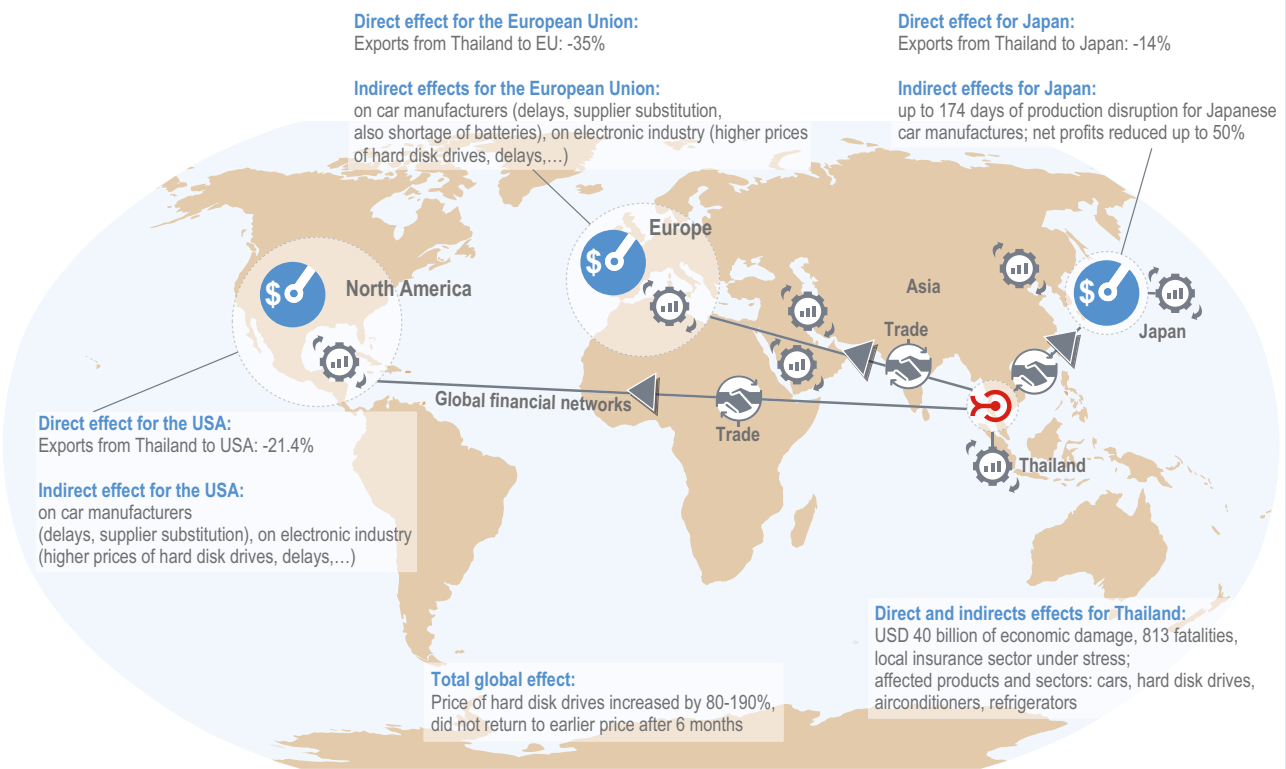 Direct effect for the European Union:
Exports from Thailand to EU: -35%
Indirect effects for the European Union:
on car manufacturers (delays, supplier substitution,
also shortage of batteries), on electronic industry (higher prices
of hard disk drives, delays,…)
Direct effect for Japan:
Exports from Thailand to Japan: -14%
Indirect effects for Japan:
up to 174 days of production disruption for Japanese
car manufactures; net profits reduced up to 50%
Europe
$
North America
$
Asia
$
Japan
Trade
Global financial networks
Trade
Thailand
Direct effect for the USA:
Exports from Thailand to USA: -21.4%
Indirect effect for the USA:
on car manufacturers
(delays, supplier substitution), on electronic industry
(higher prices of hard disk drives, delays,…)
Direct and indirects effects for Thailand:
USD 40 billion of economic damage, 813 fatalities,
local insurance sector under stress;
affected products and sectors: cars, hard disk drives,
airconditioners, refrigerators
Total global effect:
Price of hard disk drives increased by 80-190%,
did not return to earlier price after 6 months